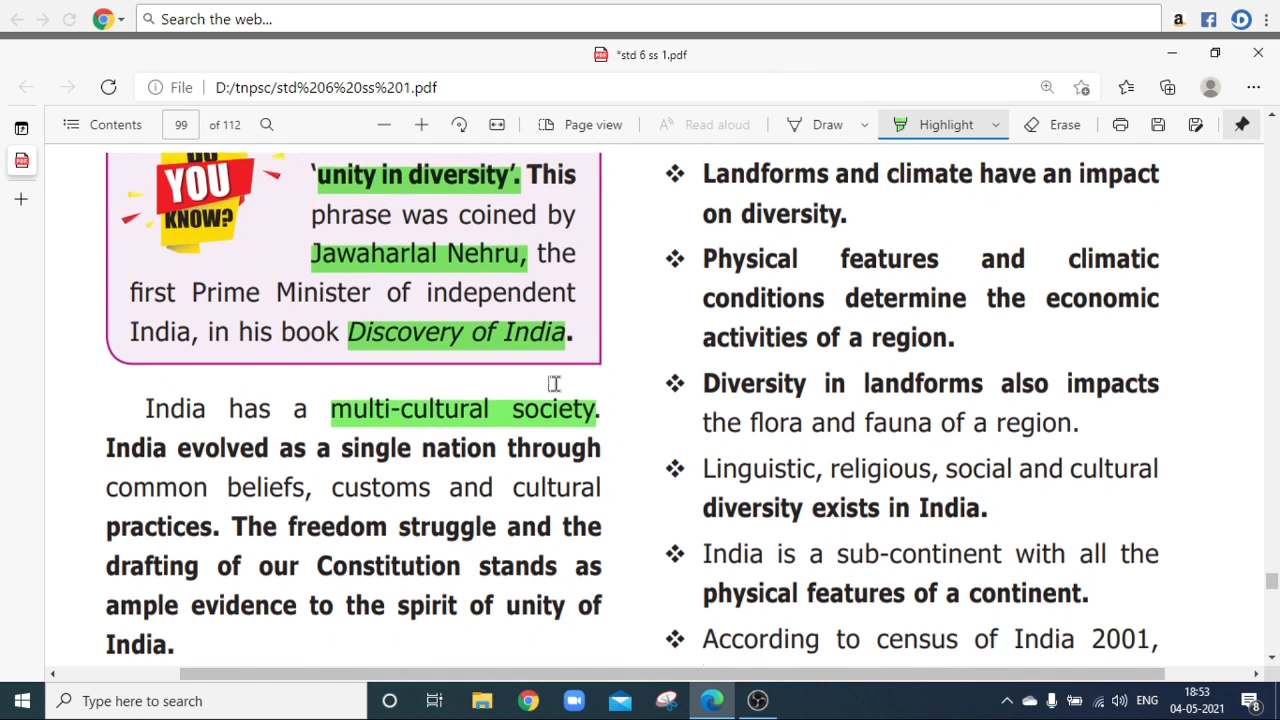 Search the web...
*std 6 ss 1.pdf
File D:/tnpsc/std%206%20ss%201.pdf
Contents 99 of 112 Page view Read aloud Draw Highlight Erase
DO
YOU
KNOW?
‘unity in diversity’. This
phrase was coined by
Jawaharlal Nehru, the
first Prime Minister of independent
India, in his book Discovery of India.
India has a multi-cultural society.
India evolved as a single nation through
common beliefs, customs and cultural
practices. The freedom struggle and the
drafting of our Constitution stands as
ample evidence to the spirit of unity of
India.
❖ Landforms and climate have an impact
on diversity.
❖ Physical features and climatic
conditions determine the economic
activities of a region.
❖ Diversity in landforms also impacts
the flora and fauna of a region.
❖ Linguistic, religious, social and cultural
diversity exists in India.
❖ India is a sub-continent with all the
physical features of a continent.
❖ According to census of India 2001,
Type here to search
ENG
18:53
04-05-2021
8